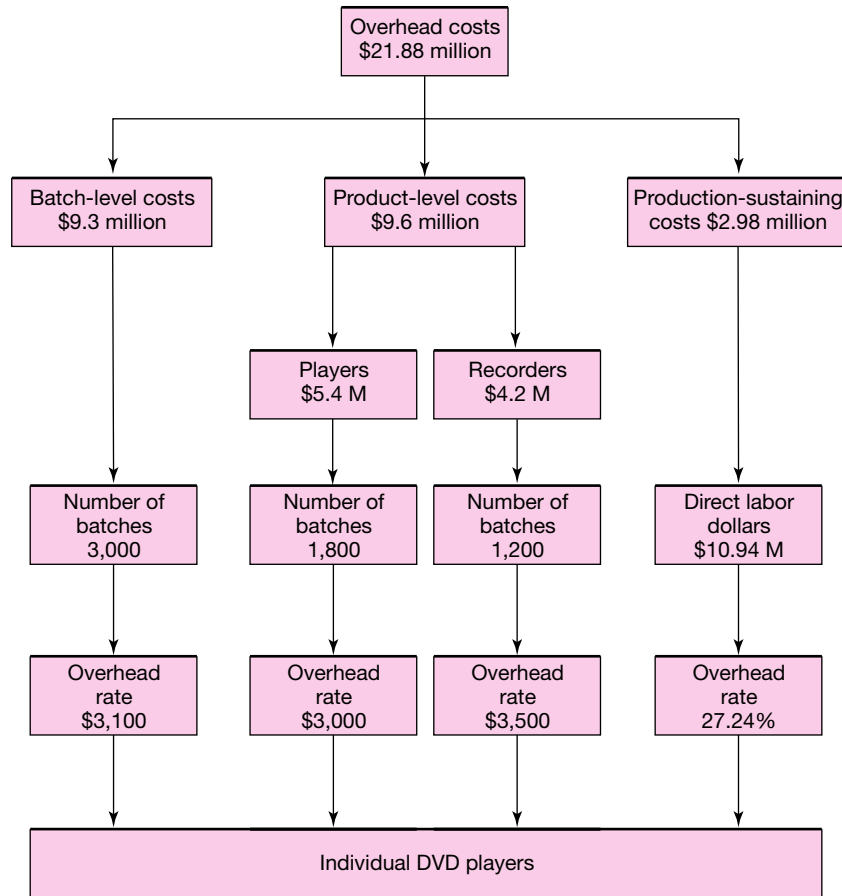 Overhead costs
$21.88 million
Batch-level costs
$9.3 million
Product-level costs
$9.6 million
Production-sustaining
costs $2.98 million
Players
$5.4 M
Recorders
$4.2 M
Number of
batches
3,000
Number of
batches
1,800
Number of
batches
1,200
Direct labor
dollars
$10.94 M
Overhead
rate
$3,100
Overhead
rate
$3,000
Overhead
rate
$3,500
Overhead
rate
27.24%
Individual DVD players